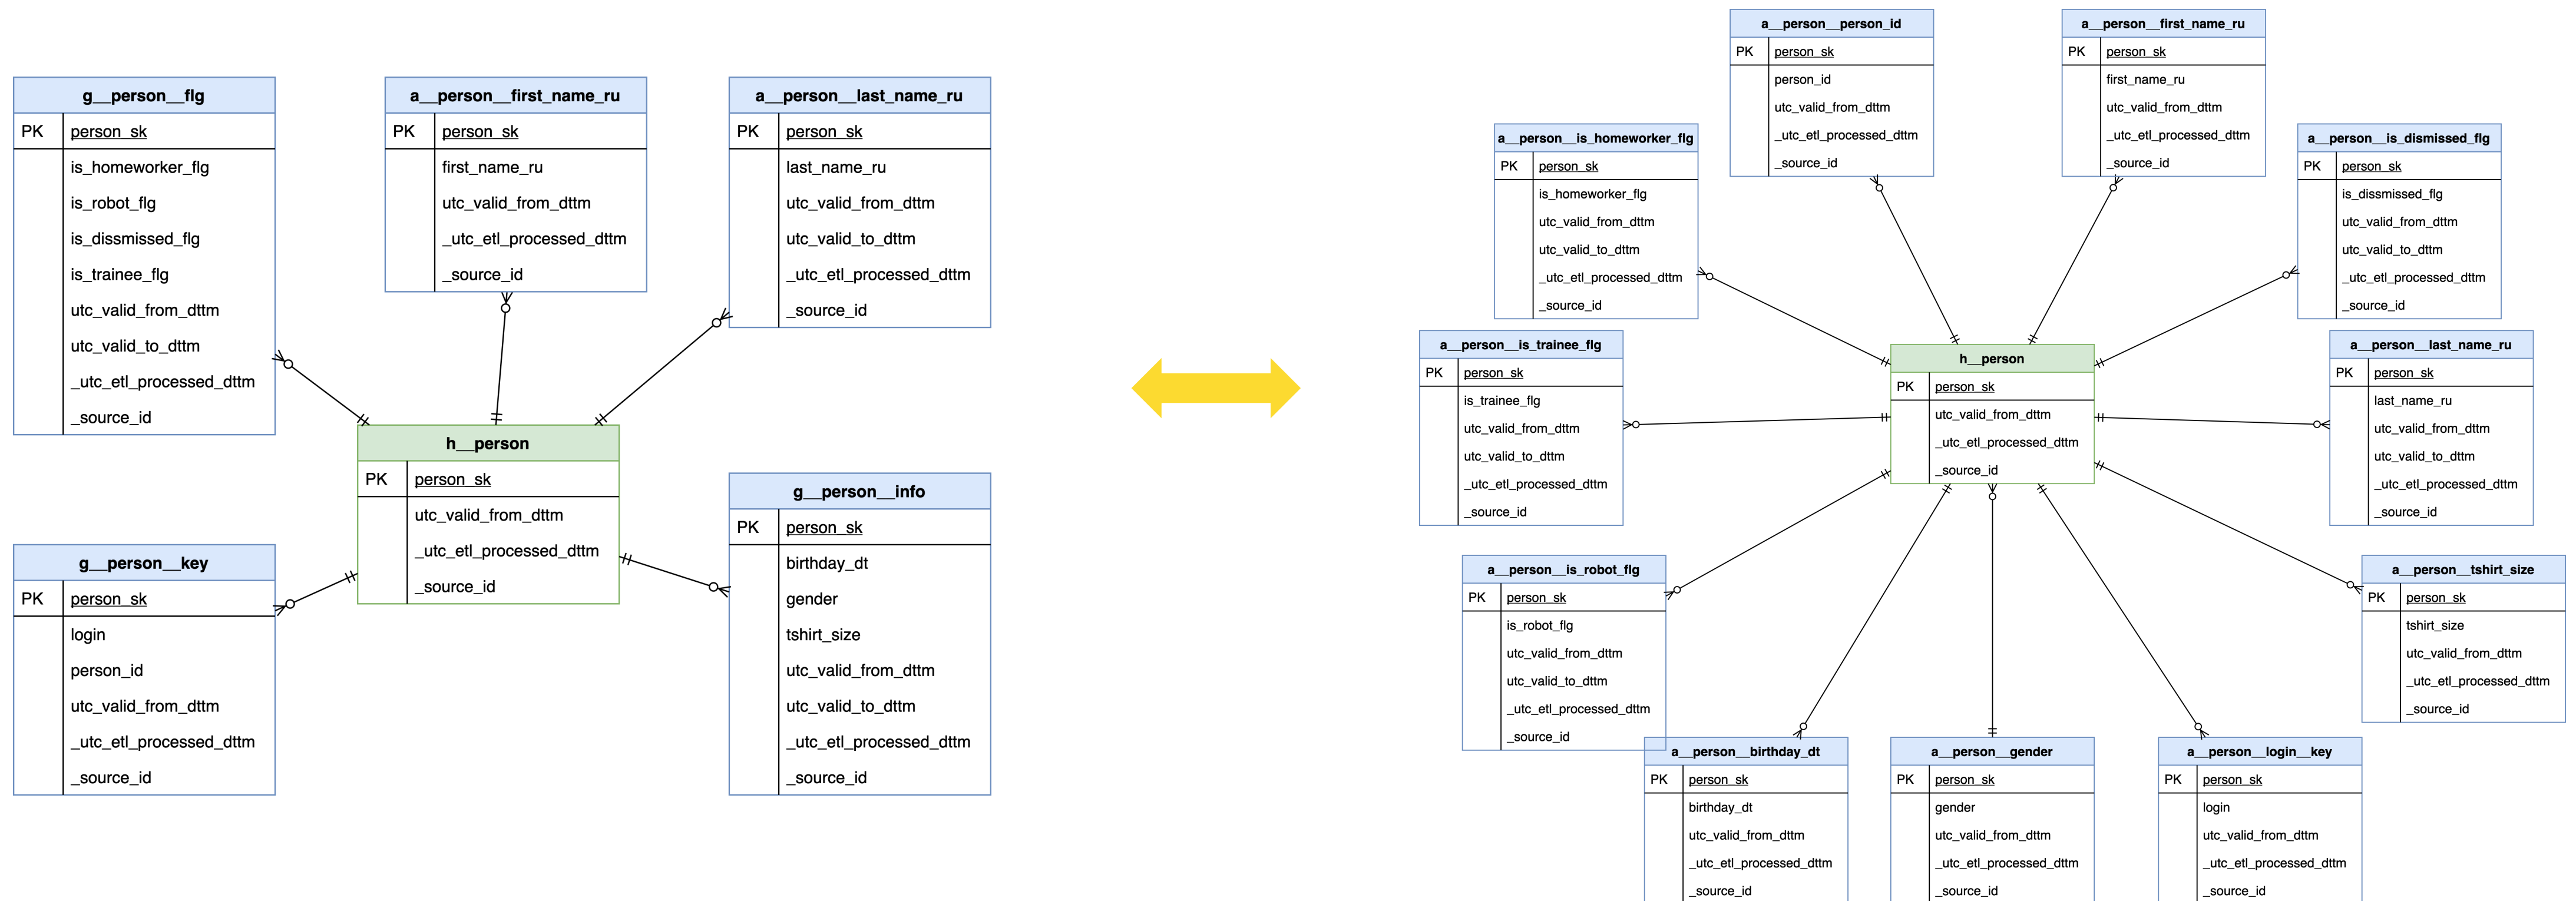 g__person__flg
PK person_sk
is_homeworker_flg
is_robot_flg
is_dissmissed_flg
is_trainee_flg
utc_valid_from_dttm
utc_valid_to_dttm
_utc_etl_processed_dttm
_source_id
a__person__first_name_ru
PK person_sk
first_name_ru
utc_valid_from_dttm
_utc_etl_processed_dttm
_source_id
a__person__last_name_ru
PK person_sk
last_name_ru
utc_valid_from_dttm
utc_valid_to_dttm
_utc_etl_processed_dttm
_source_id
h__person
PK person_sk
utc_valid_from_dttm
_utc_etl_processed_dttm
_source_id
g__person__key
PK person_sk
login
person_id
utc_valid_from_dttm
_utc_etl_processed_dttm
_source_id
g__person__info
PK person_sk
birthday_dt
gender
tshirt_size
utc_valid_from_dttm
utc_valid_to_dttm
_utc_etl_processed_dttm
_source_id
a__person__person_id
PK person_sk
person_id
utc_valid_from_dttm
_utc_etl_processed_dttm
_source_id
a__person__first_name_ru
PK person_sk
first_name_ru
utc_valid_from_dttm
_utc_etl_processed_dttm
_source_id
a__person__is_homeworker_flg
PK person_sk
is_homeworker_flg
utc_valid_from_dttm
utc_valid_to_dttm
_utc_etl_processed_dttm
_source_id
a__person__is_dismissed_flg
PK person_sk
is_dissmissed_flg
utc_valid_from_dttm
utc_valid_to_dttm
_utc_etl_processed_dttm
_source_id
a__person__is_trainee_flg
PK person_sk
is_trainee_flg
utc_valid_from_dttm
utc_valid_to_dttm
_utc_etl_processed_dttm
_source_id
h__person
PK person_sk
utc_valid_from_dttm
_utc_etl_processed_dttm
_source_id
a__person__last_name_ru
PK person_sk
last_name_ru
utc_valid_from_dttm
utc_valid_to_dttm
_utc_etl_processed_dttm
_source_id
a__person__is_robot_flg
PK person_sk
is_robot_flg
utc_valid_from_dttm
utc_valid_to_dttm
_utc_etl_processed_dttm
_source_id
a__person__tshirt_size
PK person_sk
tshirt_size
utc_valid_from_dttm
_utc_etl_processed_dttm
_source_id
a__person__birthday_dt
PK person_sk
birthday_dt
utc_valid_from_dttm
_utc_etl_processed_dttm
_source_id
a__person__gender
PK person_sk
gender
utc_valid_from_dttm
_utc_etl_processed_dttm
_source_id
a__person__login__key
PK person_sk
login
utc_valid_from_dttm
_utc_etl_processed_dttm
_source_id